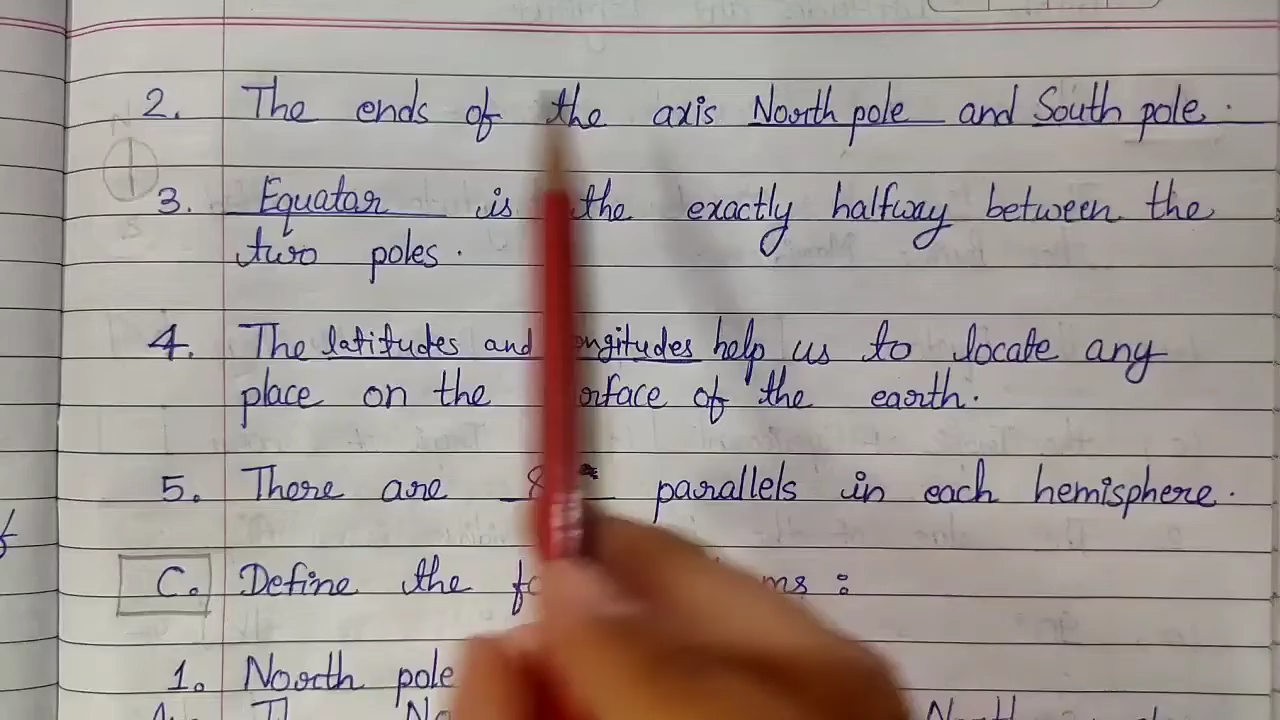 2. The ends of the axis North pole and South pole.
3. Equator is the exactly halfway between the
two poles.
4. The latitudes and longitudes help us to locate any
place on the surface of the earth.
5. There are parallels in each hemisphere.
C. Define the :
1. North pole